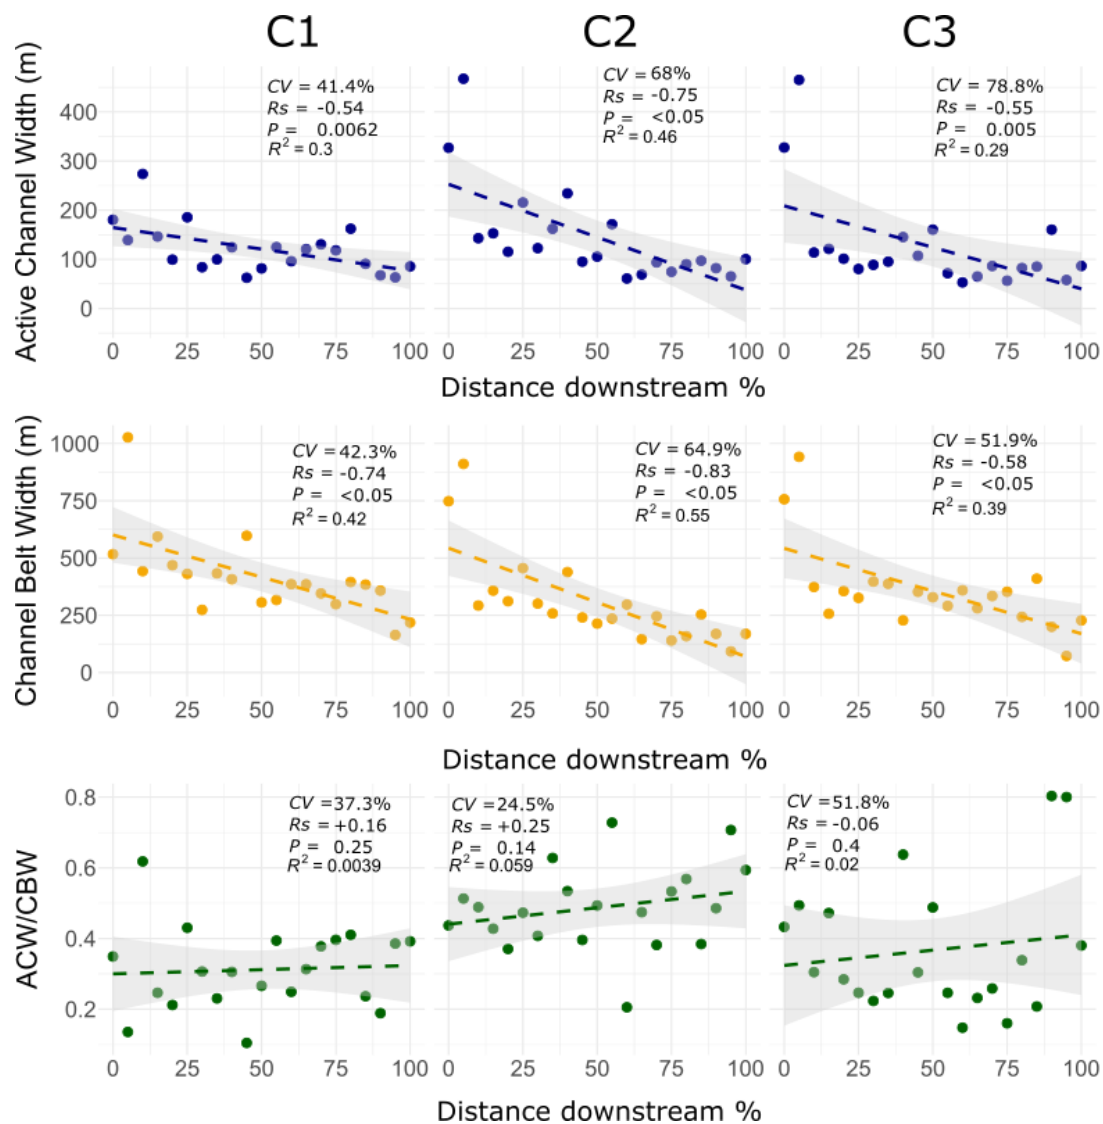 C1 C2 C3
Active Channel Width (m)
CV = 41.4%
Rs = -0.54
P = 0.0062
R² = 0.3
CV = 68%
Rs = -0.75
P = <0.05
R² = 0.46
CV = 78.8%
Rs = -0.55
P = 0.005
R² = 0.29
400
300
200
100
0
0 25 50 75 100 0 25 50 75 100 0 25 50 75 100
Distance downstream %
Channel Belt Width (m)
CV = 42.3%
Rs = -0.74
P = <0.05
R² = 0.42
CV = 64.9%
Rs = -0.83
P = <0.05
R² = 0.55
CV = 51.9%
Rs = -0.58
P = <0.05
R² = 0.39
1000
750
500
250
0
0 25 50 75 100 0 25 50 75 100 0 25 50 75 100
Distance downstream %
ACW/CBW
CV = 37.3%
Rs = +0.16
P = 0.25
R² = 0.0039
CV = 24.5%
Rs = +0.25
P = 0.14
R² = 0.059
CV = 51.8%
Rs = -0.06
P = 0.4
R² = 0.02
0.8
0.6
0.4
0.2
0 25 50 75 100 0 25 50 75 100 0 25 50 75 100
Distance downstream %